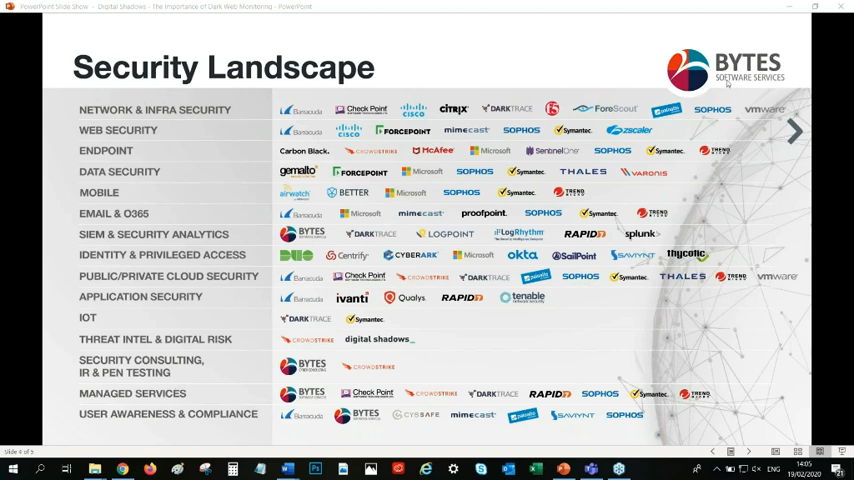 PowerPoint Slide Show - Digital Shadows - The Importance of Dark Web Monitoring - PowerPoint
Security Landscape
BYTES
SOFTWARE SERVICES
NETWORK & INFRA SECURITY Barracuda Check Point CISCO CITRIX DARKTRACE f5 ForeScout paloalto SOPHOS vmware
WEB SECURITY Barracuda CISCO FORCEPOINT mimecast SOPHOS Symantec. zscaler
ENDPOINT Carbon Black. CROWDSTRIKE McAfee Microsoft SentinelOne SOPHOS Symantec. TREND MICRO
DATA SECURITY gemalto FORCEPOINT Microsoft SOPHOS Symantec. THALES VARONIS
MOBILE airwatch BETTER Microsoft SOPHOS Symantec. TREND MICRO
EMAIL & O365 Barracuda Microsoft mimecast proofpoint. SOPHOS Symantec. TREND MICRO
SIEM & SECURITY ANALYTICS BYTES DARKTRACE LOGPOINT LogRhythm RAPID7 splunk>
IDENTITY & PRIVILEGED ACCESS DUO Centrify CYBERARK Microsoft okta SailPoint SAVIYNT thycotic
PUBLIC/PRIVATE CLOUD SECURITY Barracuda Check Point CROWDSTRIKE DARKTRACE paloalto SOPHOS Symantec. THALES TREND MICRO vmware
APPLICATION SECURITY Barracuda ivanti Qualys RAPID7 tenable
IOT DARKTRACE Symantec.
THREAT INTEL & DIGITAL RISK CROWDSTRIKE digital shadows_
SECURITY CONSULTING,
IR & PEN TESTING BYTES CROWDSTRIKE
MANAGED SERVICES BYTES Check Point CROWDSTRIKE DARKTRACE RAPID7 SOPHOS Symantec. TREND MICRO
USER AWARENESS & COMPLIANCE Barracuda BYTES CYBSAFE mimecast paloalto SAVIYNT SOPHOS
Slide 4 of 5
ENG
14:05
19/02/2020
21